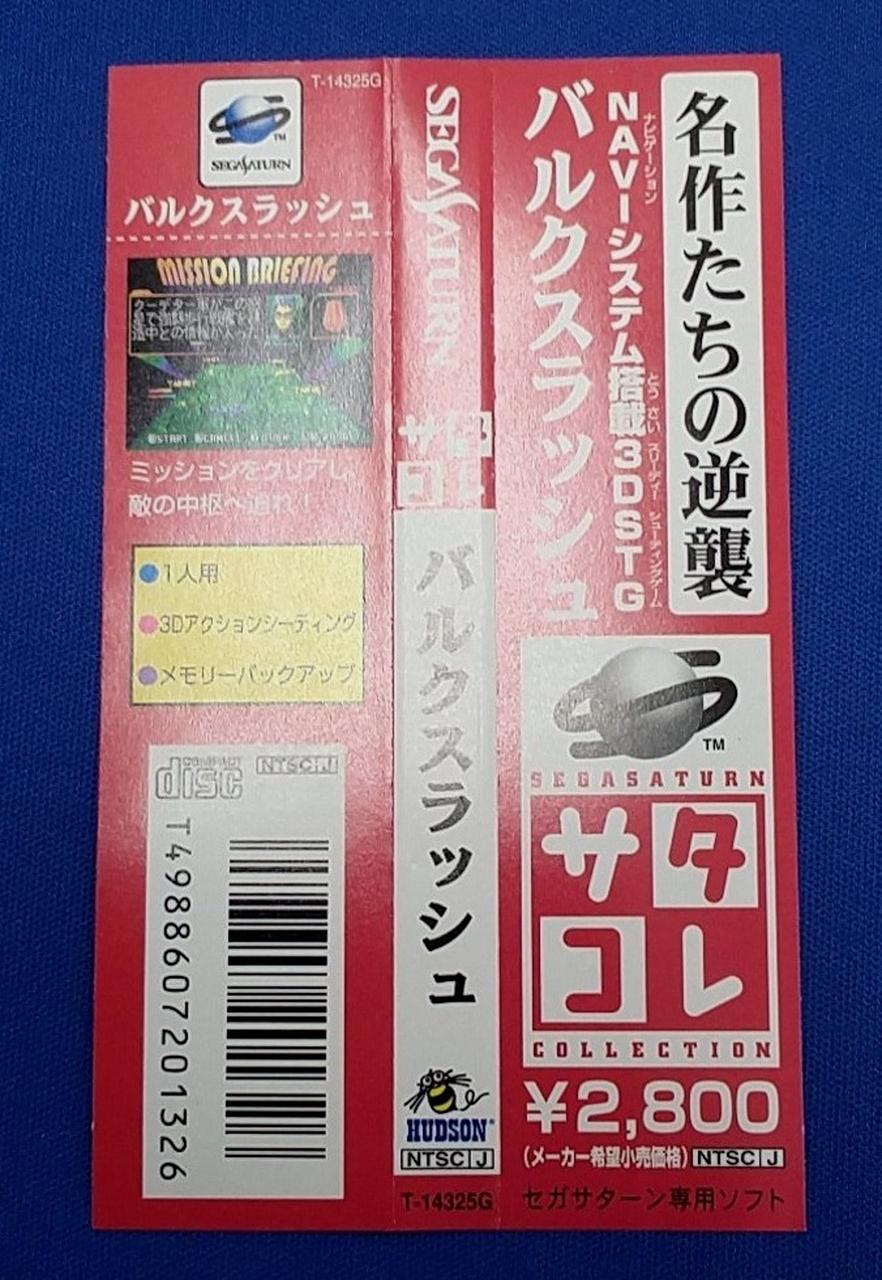 名作たちの逆襲
ナビゲーション
とうさい スリーディー シューティングゲーム
NAVIシステム搭載3DSTG
バルクスラッシュ
TM
SEGASATURN
サタ
コレ
COLLECTION
¥2,800
(メーカー希望小売価格) NTSC J
セガサターン専用ソフト
SEGA SATURN
サタ
コレ
バルクスラッシュ
HUDSON
NTSC J
T-14325G
T-14325G
TM
SEGA SATURN
バルクスラッシュ
MISSION BRIEFING
ミッションをクリアし、
敵の中枢へ迫れ!
●1人用
●3Dアクションシーディング
●メモリーバックアップ
COMPACT
disc
NTSC J
T4988607201326